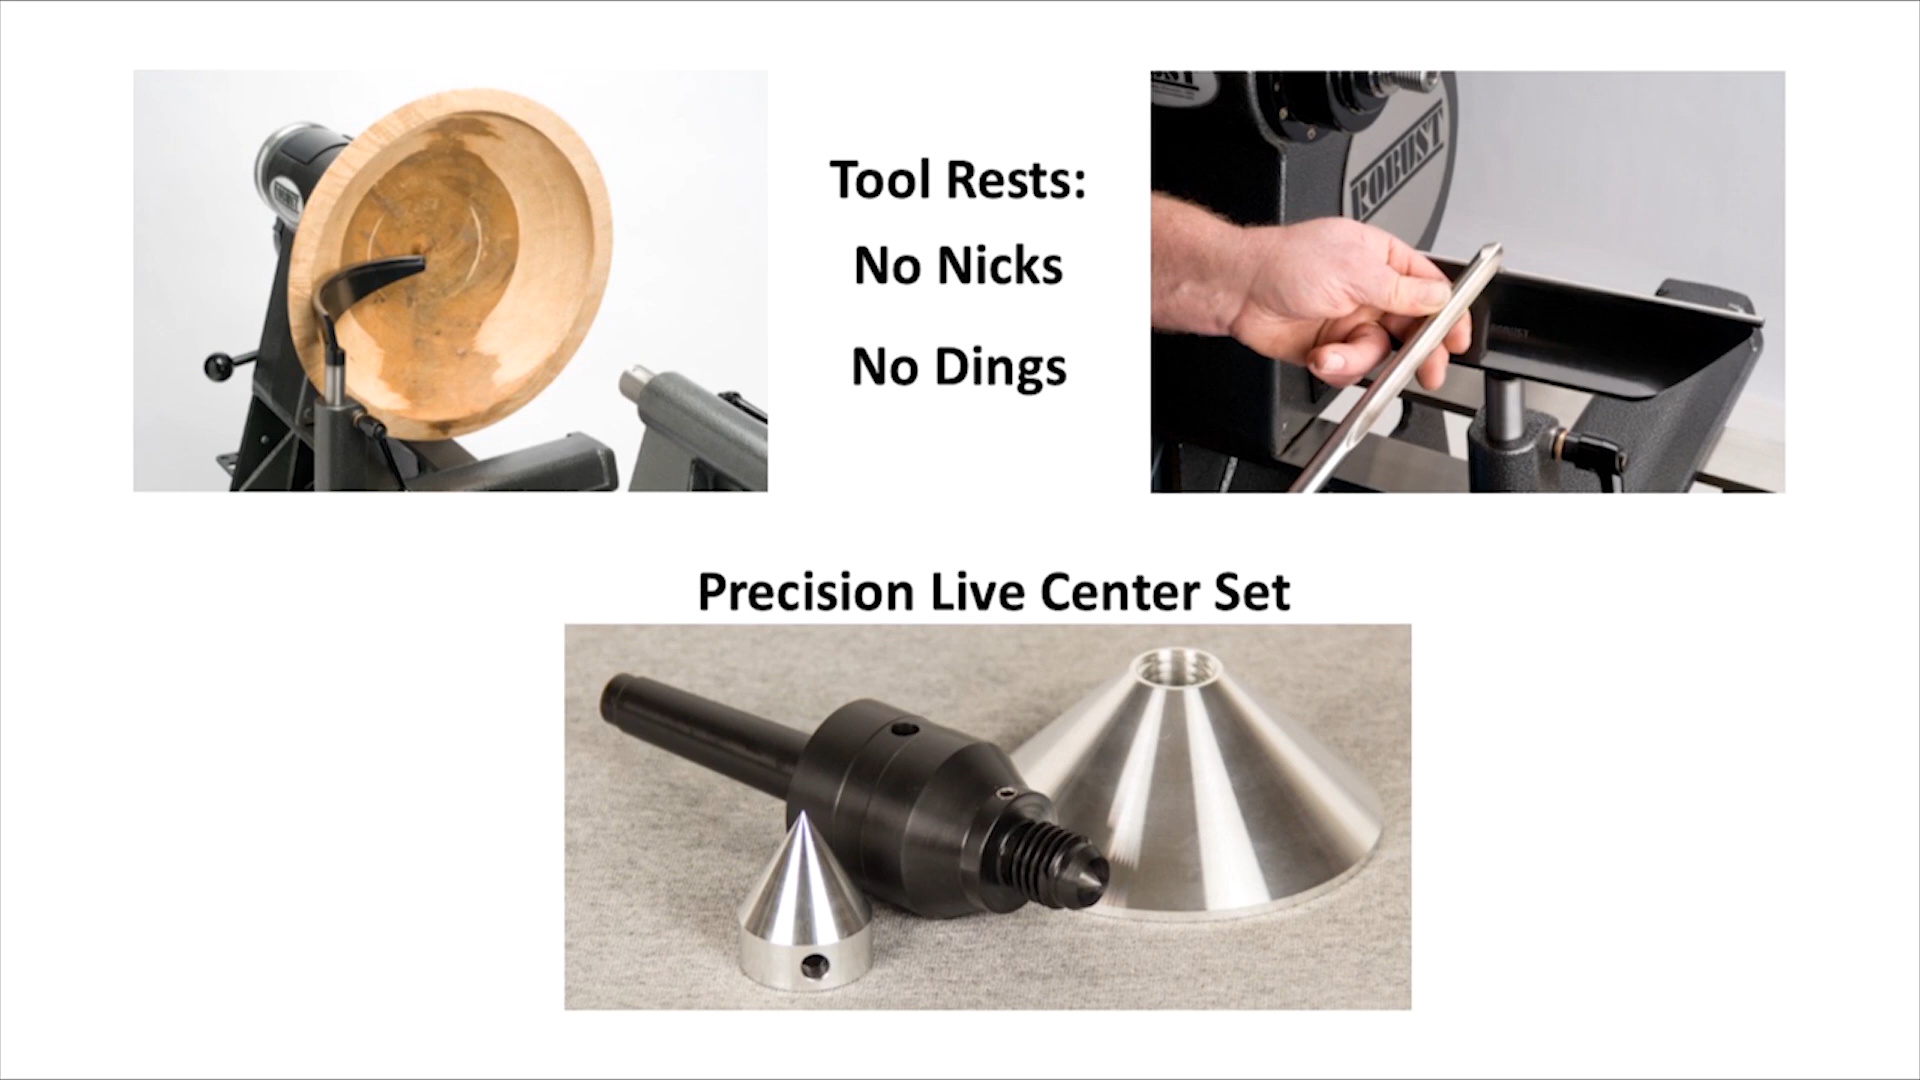 Tool Rests:
No Nicks
No Dings
ROBUST
Precision Live Center Set